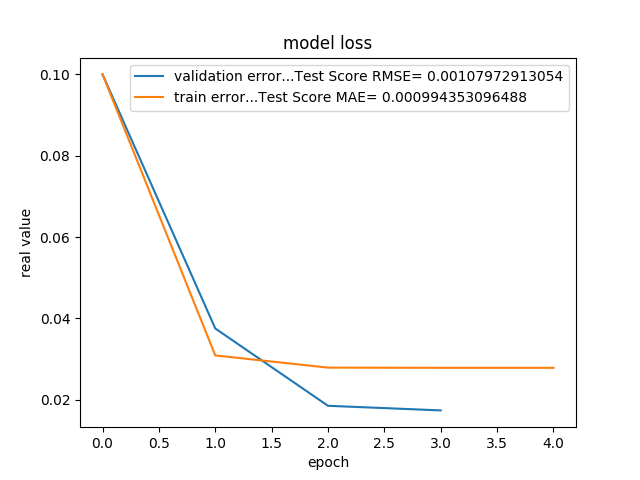 model loss
validation error...Test Score RMSE= 0.00107972913054
train error...Test Score MAE= 0.000994353096488
real value
0.10
0.08
0.06
0.04
0.02
0.0 0.5 1.0 1.5 2.0 2.5 3.0 3.5 4.0
epoch